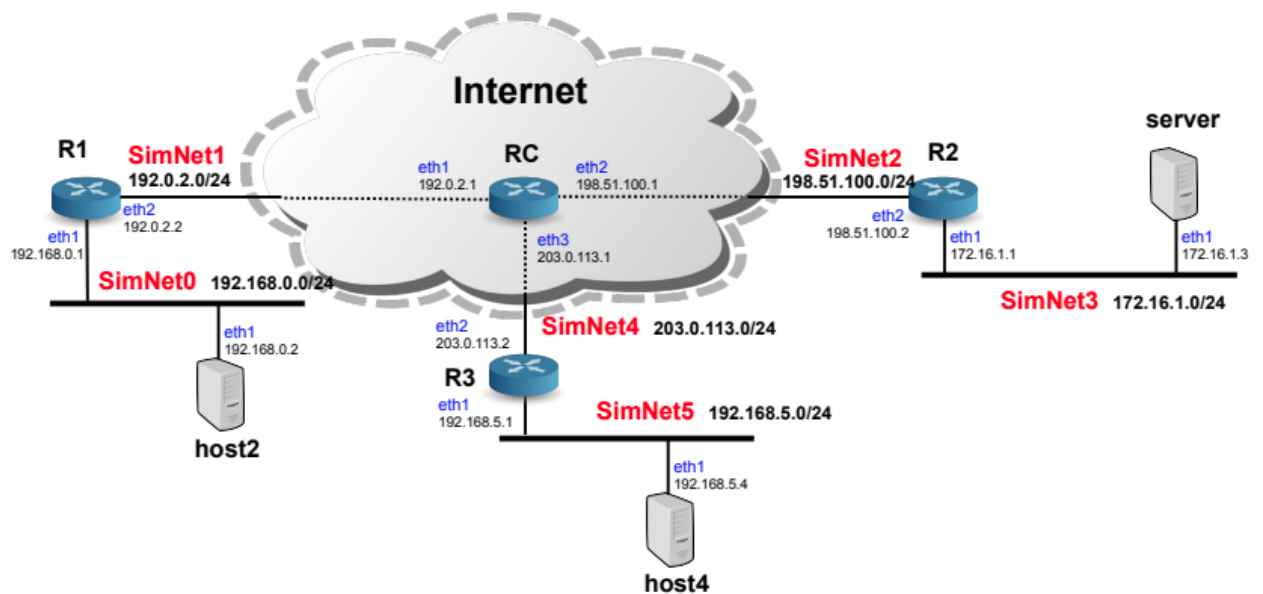 Internet
R1
SimNet1
192.0.2.0/24
eth2
192.0.2.2
eth1
192.168.0.1
SimNet0 192.168.0.0/24
eth1
192.168.0.2
host2
RC
eth1
192.0.2.1
eth2
198.51.100.1
eth3
203.0.113.1
SimNet2
198.51.100.0/24
R2
eth2
198.51.100.2
eth1
172.16.1.1
server
eth1
172.16.1.3
SimNet3 172.16.1.0/24
SimNet4 203.0.113.0/24
eth2
203.0.113.2
R3
eth1
192.168.5.1
SimNet5 192.168.5.0/24
eth1
192.168.5.4
host4